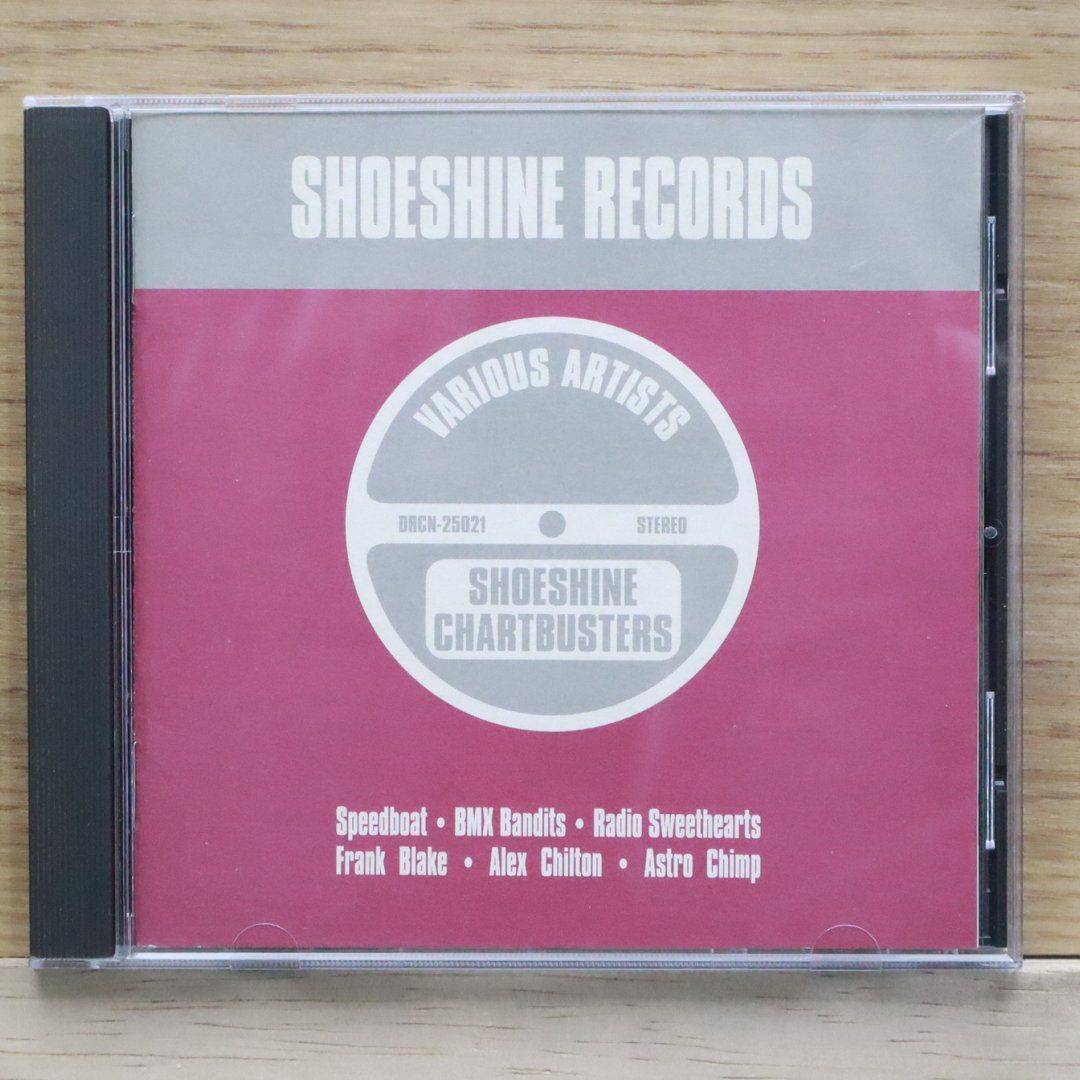 SHOESHINE RECORDS
VARIOUS ARTISTS
DRCN-25021
STEREO
SHOESHINE
CHARTBUSTERS
Speedboat • BMX Bandits • Radio Sweethearts
Frank Blake • Alex Chilton • Astro Chimp